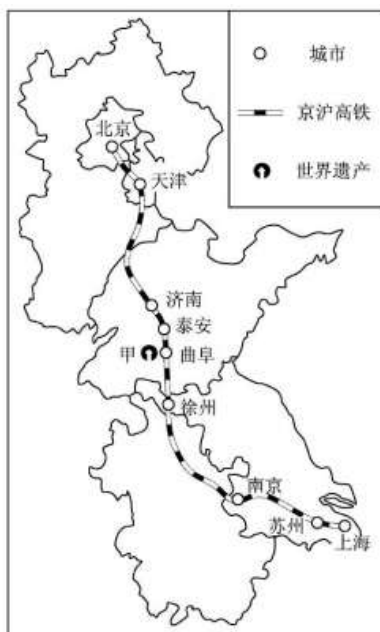 城市
京沪高铁
世界遗产
北京
天津
济南
泰安
甲 曲阜
徐州
南京
苏州
上海